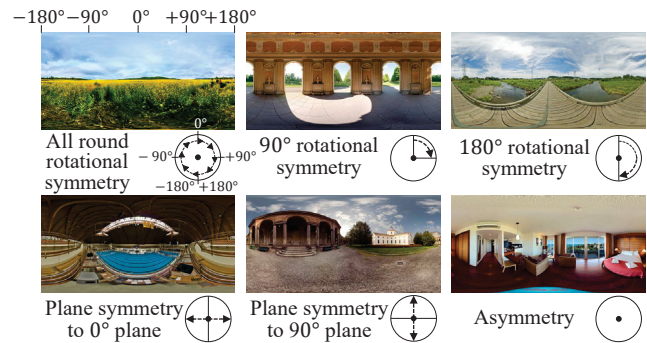 −180° −90° 0° +90° +180°
All round
rotational
symmetry
0°
− 90° +90°
−180° +180°
90° rotational
symmetry
180° rotational
symmetry
Plane symmetry
to 0° plane
Plane symmetry
to 90° plane
Asymmetry